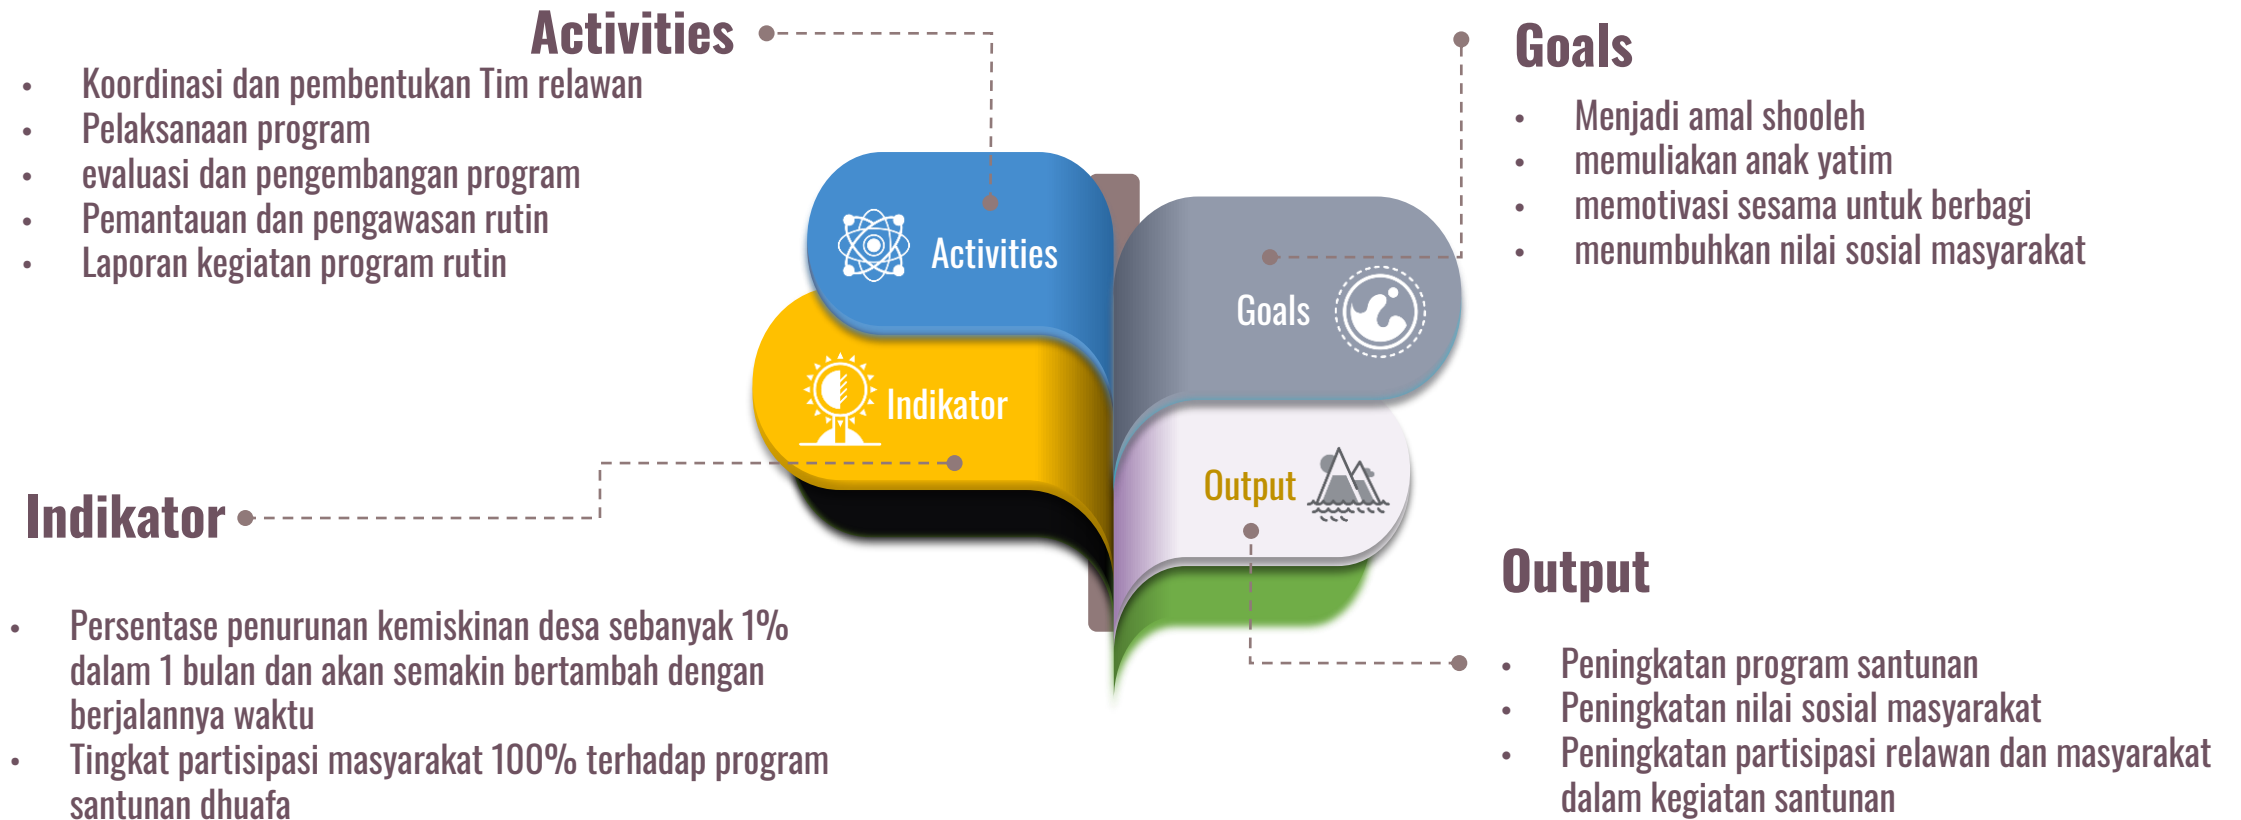 Activities
• Koordinasi dan pembentukan Tim relawan
• Pelaksanaan program
• evaluasi dan pengembangan program
• Pemantauan dan pengawasan rutin
• Laporan kegiatan program rutin
Goals
• Menjadi amal shooleh
• memuliakan anak yatim
• memotivasi sesama untuk berbagi
• menumbuhkan nilai sosial masyarakat
Activities
Goals
Indikator
Output
Indikator
• Persentase penurunan kemiskinan desa sebanyak 1%
dalam 1 bulan dan akan semakin bertambah dengan
berjalannya waktu
• Tingkat partisipasi masyarakat 100% terhadap program
santunan dhuafa
Output
• Peningkatan program santunan
• Peningkatan nilai sosial masyarakat
• Peningkatan partisipasi relawan dan masyarakat
dalam kegiatan santunan